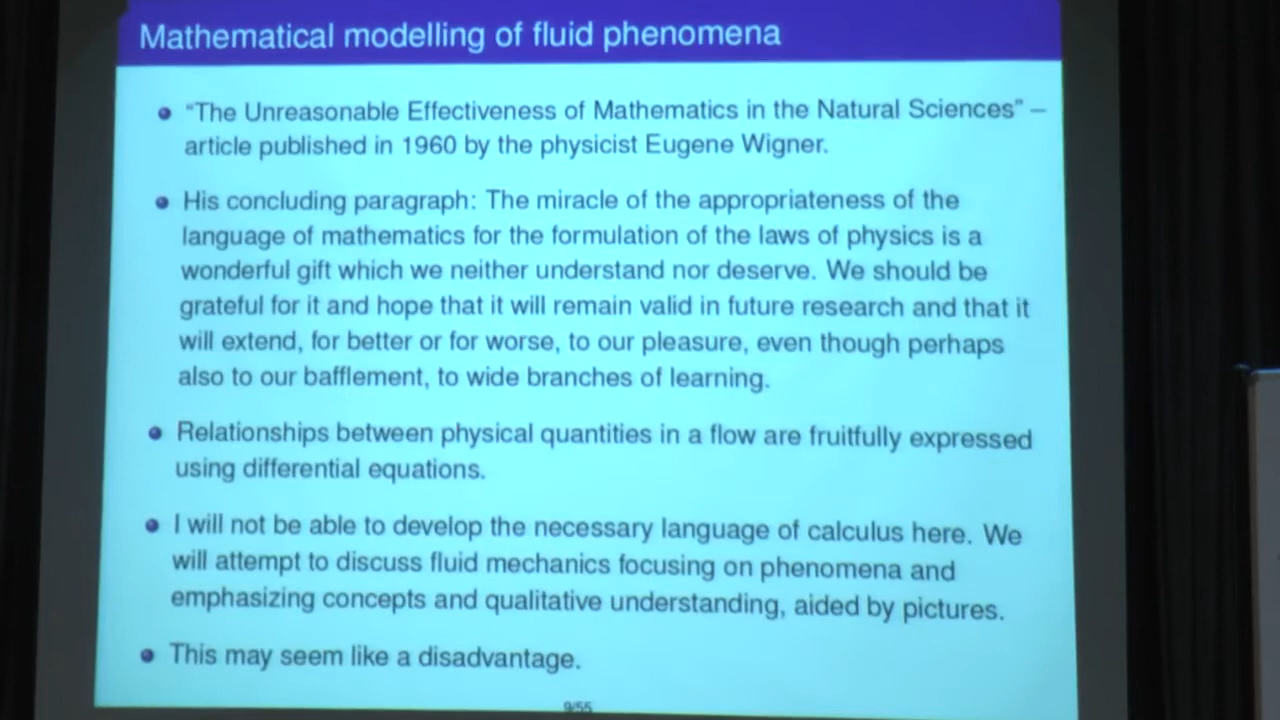 Mathematical modelling of fluid phenomena
“The Unreasonable Effectiveness of Mathematics in the Natural Sciences” –
article published in 1960 by the physicist Eugene Wigner.
His concluding paragraph: The miracle of the appropriateness of the
language of mathematics for the formulation of the laws of physics is a
wonderful gift which we neither understand nor deserve. We should be
grateful for it and hope that it will remain valid in future research and that it
will extend, for better or for worse, to our pleasure, even though perhaps
also to our bafflement, to wide branches of learning.
Relationships between physical quantities in a flow are fruitfully expressed
using differential equations.
I will not be able to develop the necessary language of calculus here. We
will attempt to discuss fluid mechanics focusing on phenomena and
emphasizing concepts and qualitative understanding, aided by pictures.
This may seem like a disadvantage.
9/55